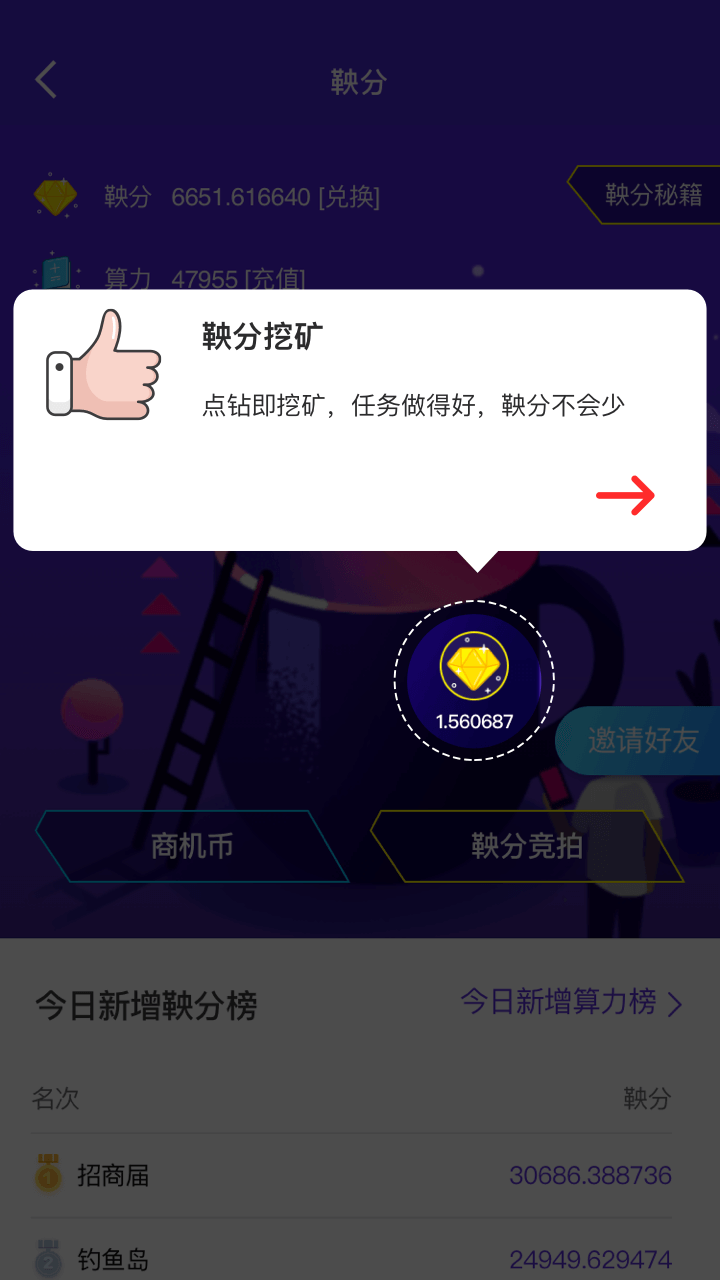 鞅分
鞅分 6651.616640 [兑换]
鞅分秘籍
算力 47955 [充值]
鞅分挖矿
点钻即挖矿，任务做得好，鞅分不会少
1.560687
邀请好友
商机币
鞅分竞拍
今日新增鞅分榜
今日新增算力榜
名次
鞅分
1 招商届
30686.388736
2 钓鱼岛
24949.629474